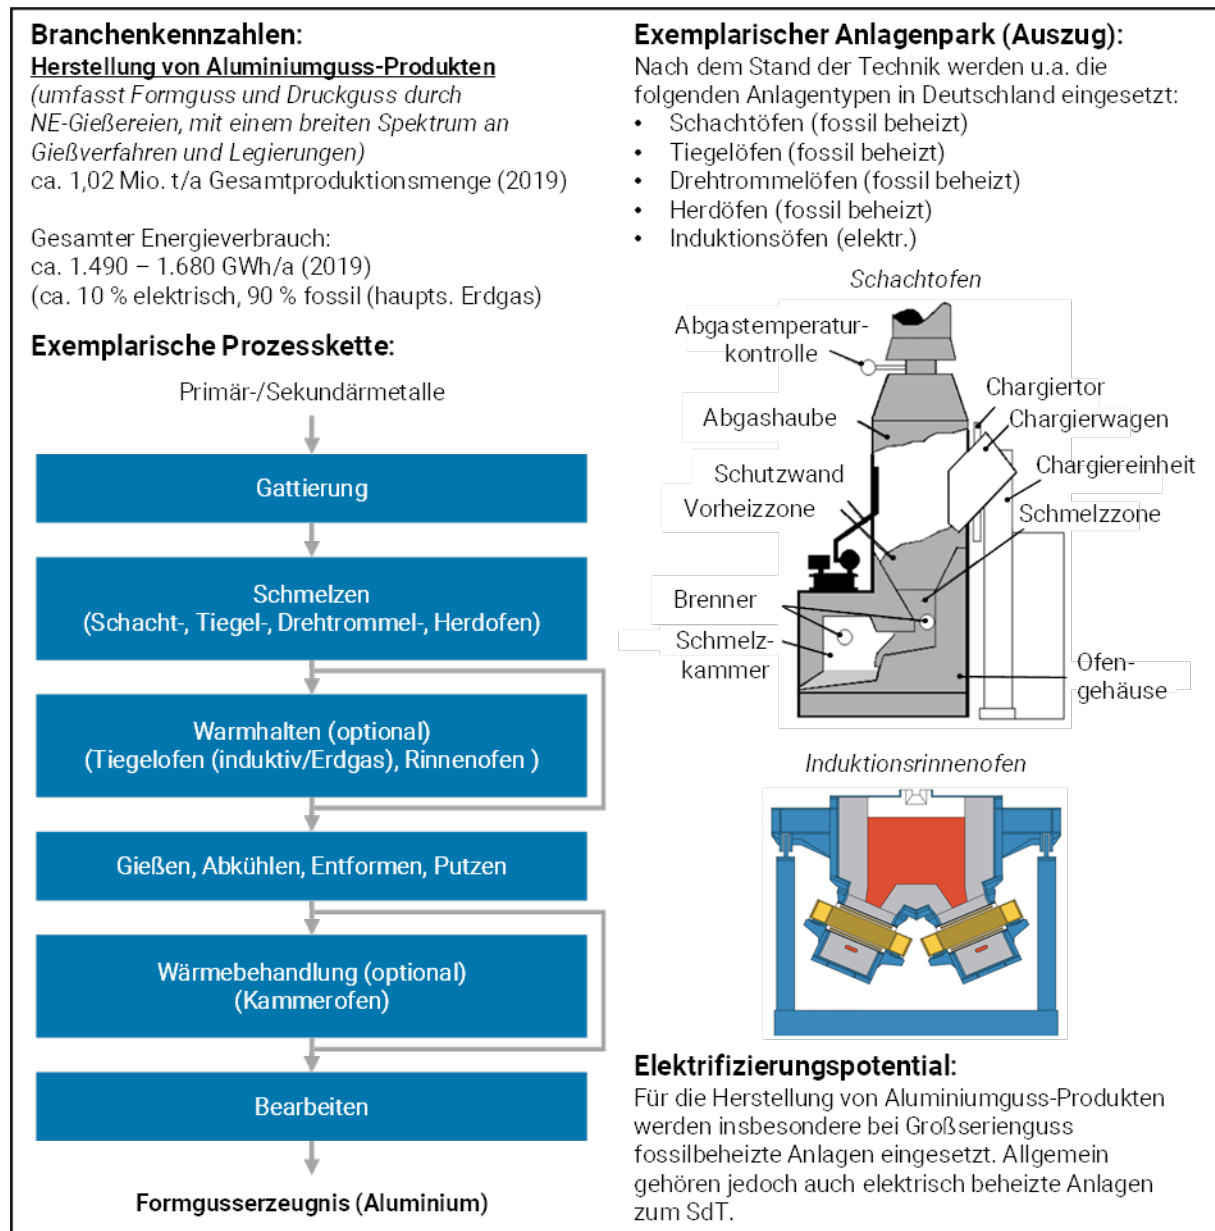 Branchenkennzahlen:
Herstellung von Aluminiumguss-Produkten
(umfasst Formguss und Druckguss durch
NE-Gießereien, mit einem breiten Spektrum an
Gießverfahren und Legierungen)
ca. 1,02 Mio. t/a Gesamtproduktionsmenge (2019)
Gesamter Energieverbrauch:
ca. 1.490 – 1.680 GWh/a (2019)
(ca. 10 % elektrisch, 90 % fossil (haupts. Erdgas)
Exemplarische Prozesskette:
Primär-/Sekundärmetalle
Gattierung
Schmelzen
(Schacht-, Tiegel-, Drehtrommel-, Herdofen)
Warmhalten (optional)
(Tiegelofen (induktiv/Erdgas), Rinnenofen )
Gießen, Abkühlen, Entformen, Putzen
Wärmebehandlung (optional)
(Kammerofen)
Bearbeiten
Formgusserzeugnis (Aluminium)
Exemplarischer Anlagenpark (Auszug):
Nach dem Stand der Technik werden u.a. die
folgenden Anlagentypen in Deutschland eingesetzt:
• Schachtöfen (fossil beheizt)
• Tiegelöfen (fossil beheizt)
• Drehtrommelöfen (fossil beheizt)
• Herdöfen (fossil beheizt)
• Induktionsöfen (elektr.)
Schachtofen
Abgastemperatur-
kontrolle
Chargiertor
Abgashaube
Chargierwagen
Schutzwand
Chargiereinheit
Vorheizzone
Schmelzzone
Brenner
Schmelz-
kammer
Ofen-
gehäuse
Induktionsrinnenofen
Elektrifizierungspotential:
Für die Herstellung von Aluminiumguss-Produkten
werden insbesondere bei Großserienguss
fossilbeheizte Anlagen eingesetzt. Allgemein
gehören jedoch auch elektrisch beheizte Anlagen
zum SdT.